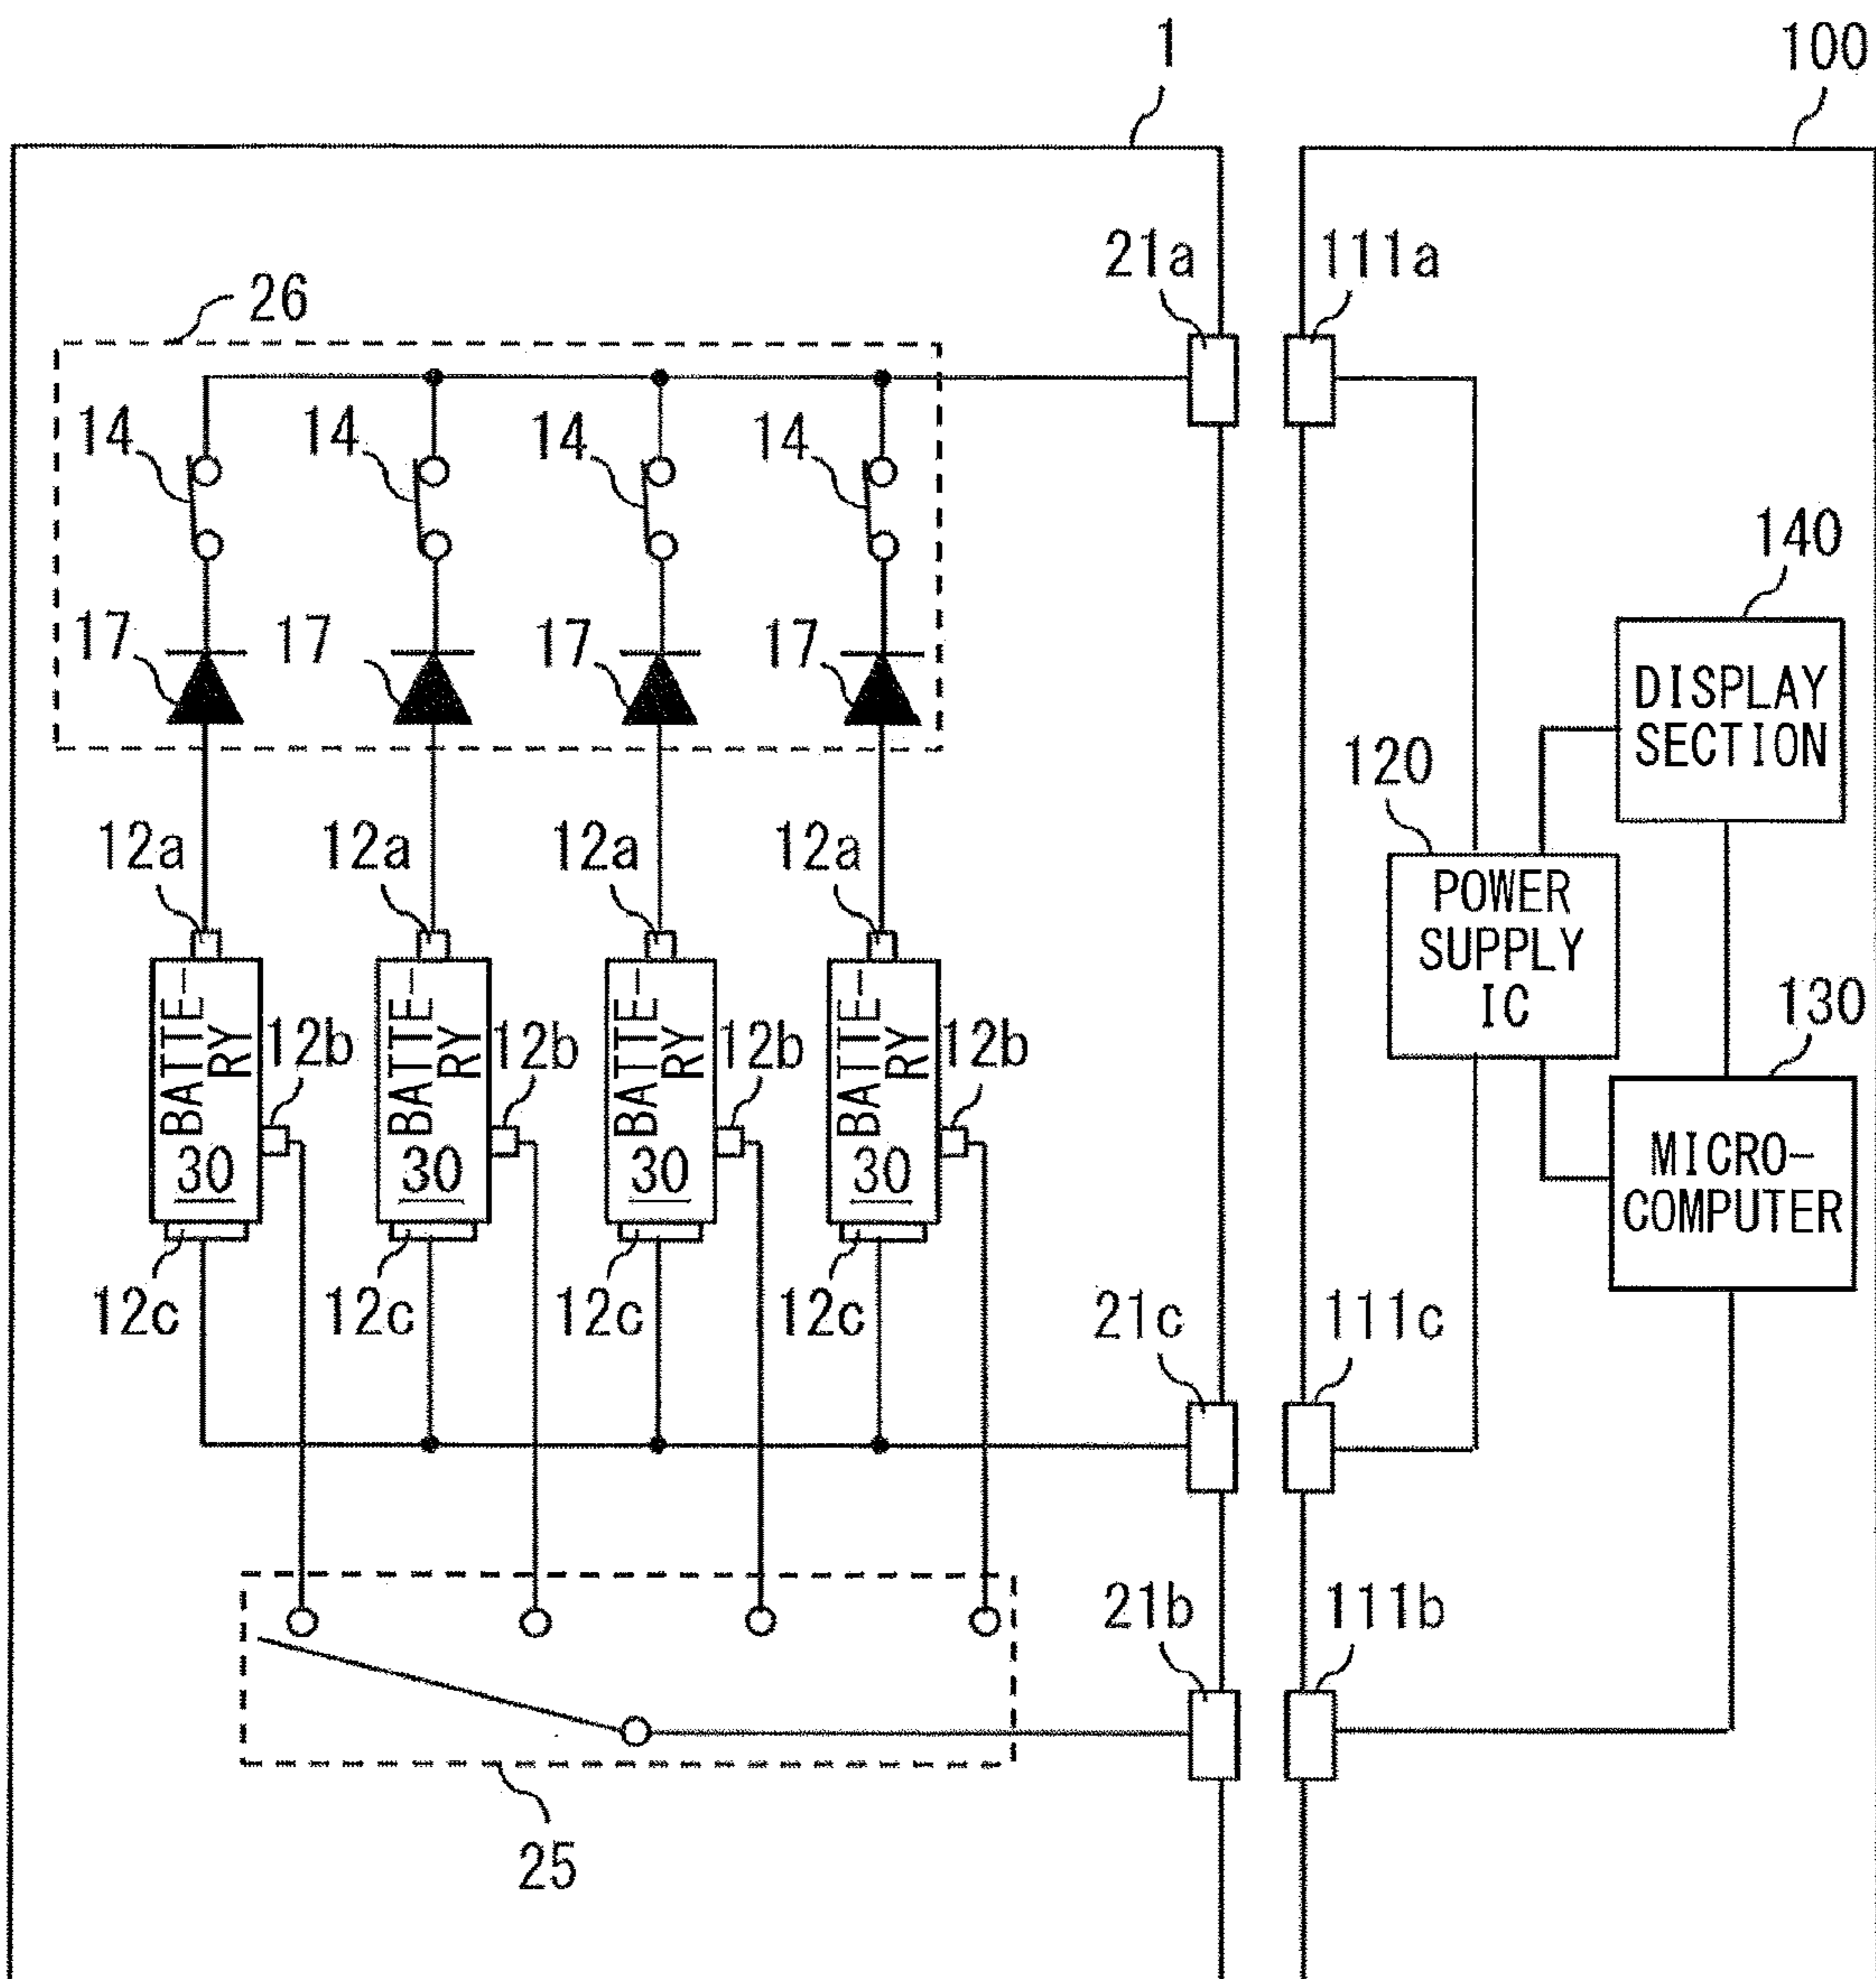 1
100
21a
111a
26
14
14
14
14
140
17
17
17
17
DISPLAY
SECTION
120
12a
12a
12a
12a
POWER
SUPPLY
IC
BATTE-
RY
30
BATTE-
RY
30
BATTE-
RY
30
BATTE-
RY
30
12b
12b
12b
12b
130
MICRO-
COMPUTER
12c
12c
12c
12c
21c
111c
21b
111b
25